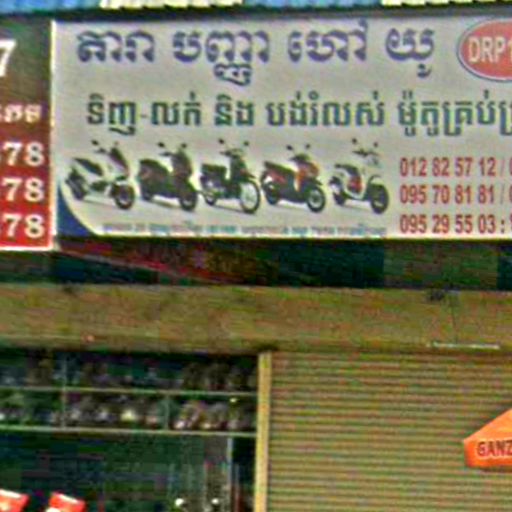 តារា បញ្ញា ហៅ យូ
DRP1
ទិញ-លក់ និង បង់រំលស់ ម៉ូតូគ្រប់
012 82 57 12 /
095 70 81 81 /
095 29 55 03 :
7
78
78
78
GANZ